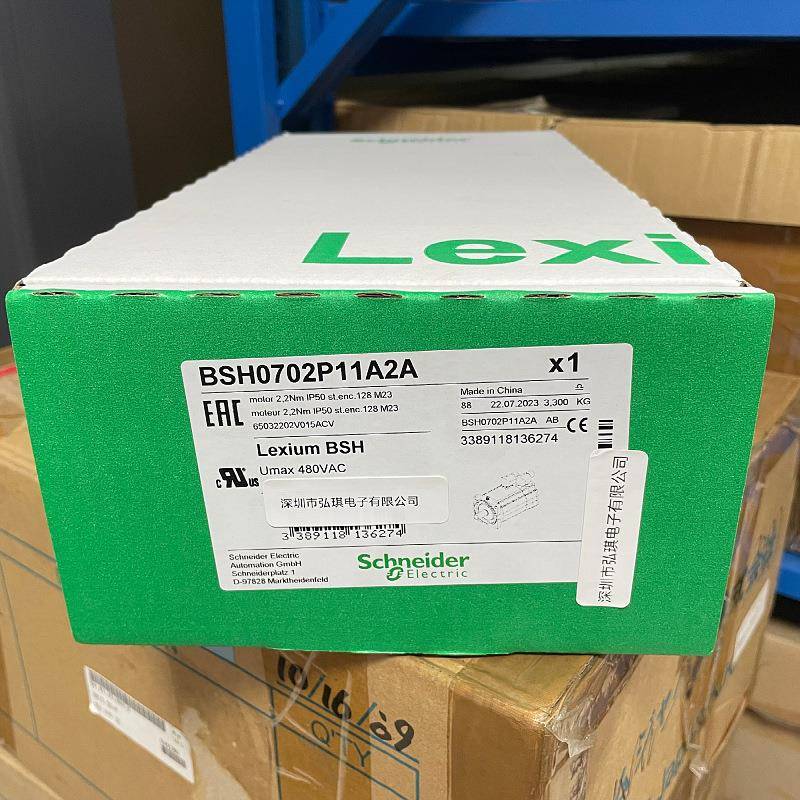 Schneider
Lexi
BSH0702P11A2A
x1
motor 2,2Nm IP50 st.enc.128 M23
moteur 2,2Nm IP50 st.enc.128 M23
65032202V015ACV
EAC
Made in China
88 22.07.2023 3,300 KG
BSH0702P11A2A AB
CE
3389118136274
Lexium BSH
Umax 480VAC
c RU us
深圳市弘琪电子有限公司
3 389118 136274
Schneider Electric
Automation GmbH
Schneiderplatz 1
D-97828 Marktheidenfeld
Schneider
Electric
深圳市弘琪电子有限公司
10/16/09
Q'TY